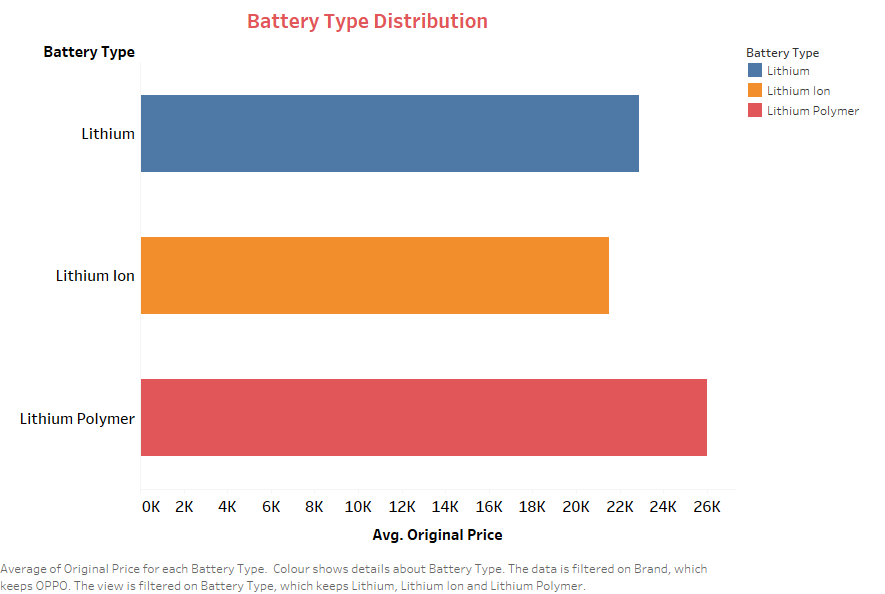 Battery Type Distribution
Battery Type
Lithium
Lithium Ion
Lithium Polymer
0K 2K 4K 6K 8K 10K 12K 14K 16K 18K 20K 22K 24K 26K
Avg. Original Price
Battery Type
Lithium
Lithium Ion
Lithium Polymer
Average of Original Price for each Battery Type.  Colour shows details about Battery Type. The data is filtered on Brand, which
keeps OPPO. The view is filtered on Battery Type, which keeps Lithium, Lithium Ion and Lithium Polymer.